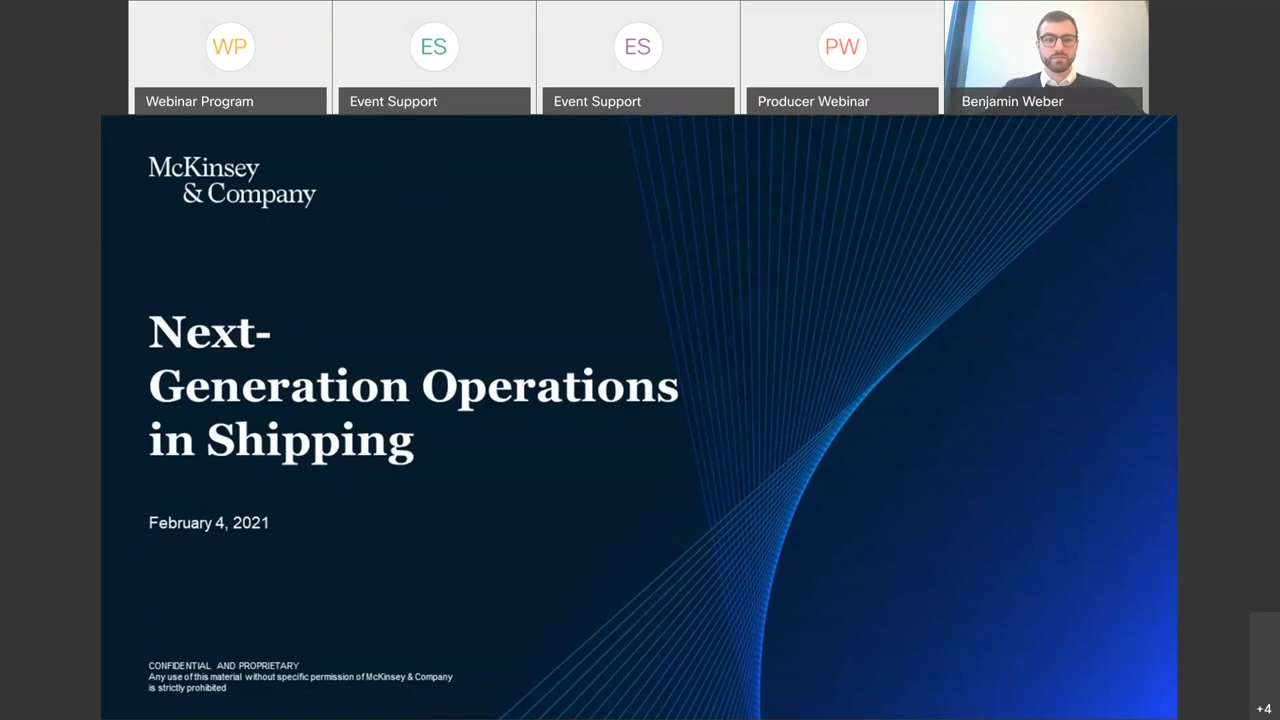 WP
ES
ES
PW
Webinar Program
Event Support
Event Support
Producer Webinar
Benjamin Weber
McKinsey
& Company
Next-
Generation Operations
in Shipping
February 4, 2021
CONFIDENTIAL AND PROPRIETARY
Any use of this material without specific permission of McKinsey & Company
is strictly prohibited
+4